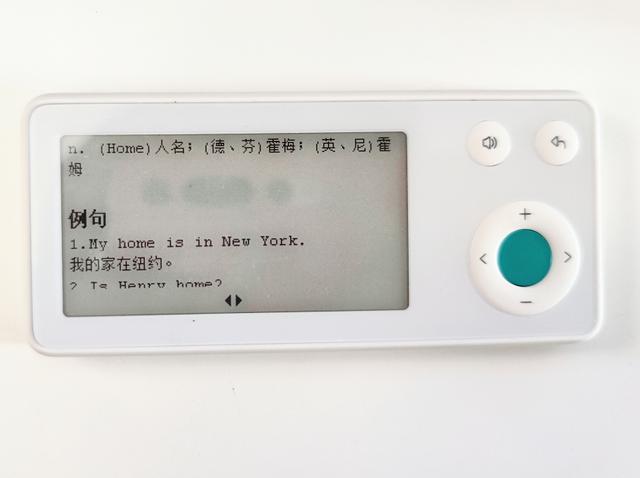 n. (Home)人名；(德、芬)霍梅；(英、尼)霍
姆
例句
1.My home is in New York.
我的家在纽约。
2. Is Henry home?